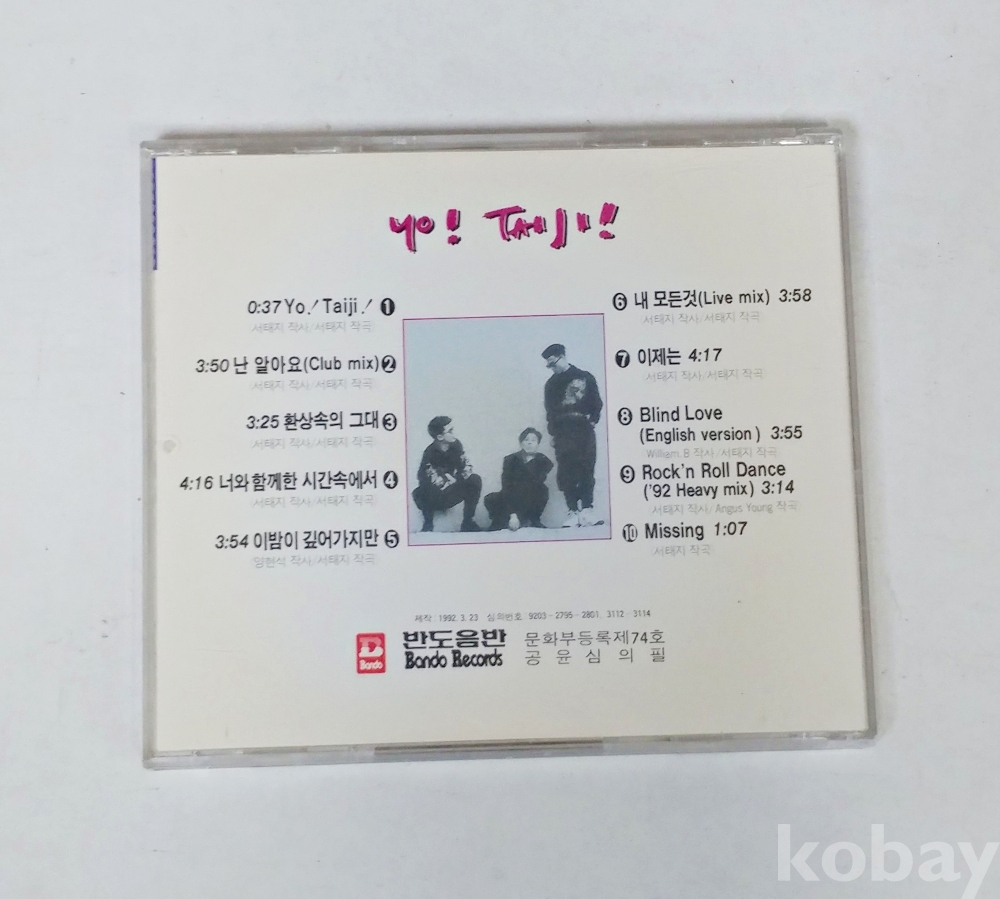 YO! TAIJI!!
0:37 Yo! Taiji! 1
서태지 작사/서태지 작곡
3:50 난 알아요(Club mix) 2
서태지 작사/서태지 작곡
3:25 환상속의 그대 3
서태지 작사/서태지 작곡
4:16 너와 함께한 시간속에서 4
서태지 작사/서태지 작곡
3:54 이밤이 깊어가지만 5
양현석 작사/서태지 작곡
6 내 모든것(Live mix) 3:58
서태지 작사/서태지 작곡
7 이제는 4:17
서태지 작사/서태지 작곡
8 Blind Love
(English version) 3:55
William. B 작사/서태지 작곡
9 Rock'n Roll Dance
('92 Heavy mix) 3:14
서태지 작사/Angus Young 작곡
10 Missing 1:07
서태지 작곡
제작 : 1992. 3. 23 심의번호 : 9203-2795-2801. 3112-3114
B Bando 반도음반 문화부등록제74호
Bando Records 공윤심의필
kobay